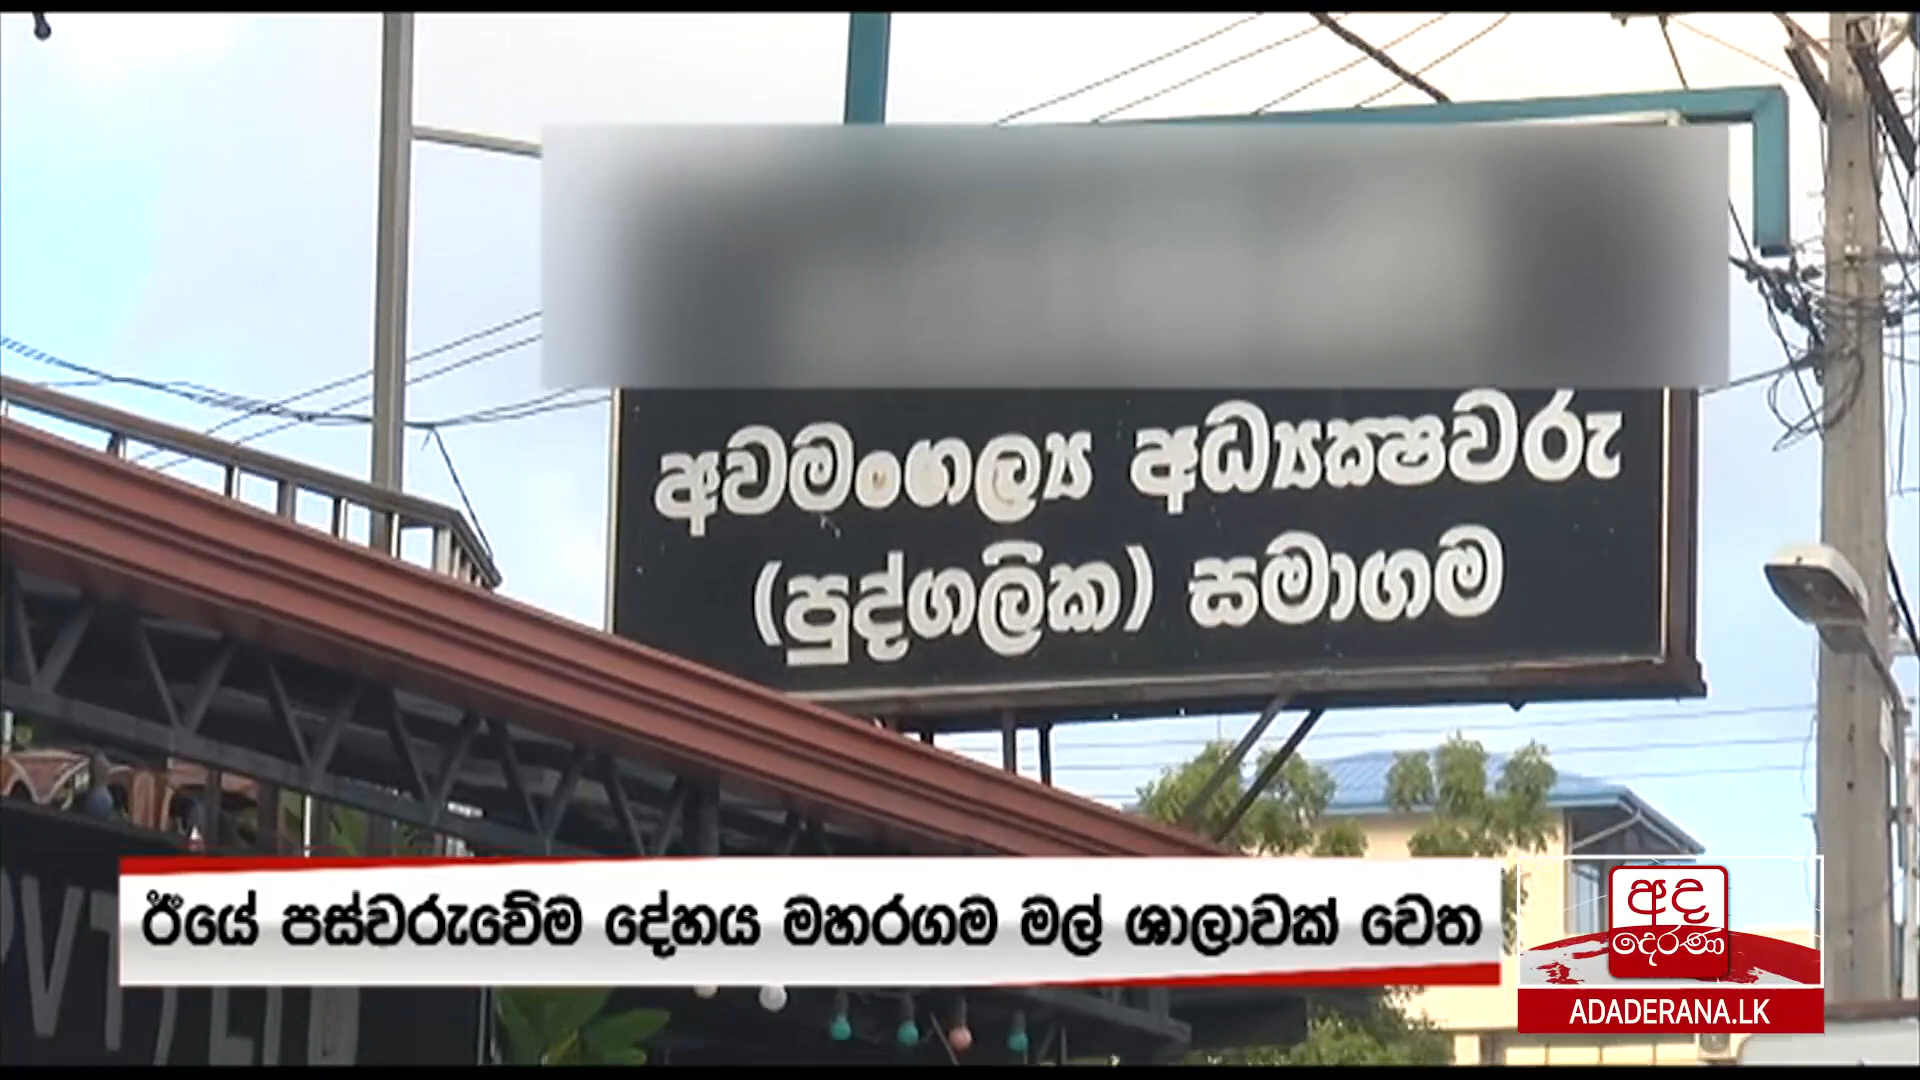 අවමංගල්‍ය අධ්‍යක්ෂවරු
(පුද්ගලික) සමාගම
ඊයේ පස්වරුවේම දේහය මහරගම මල් ශාලාවක් වෙත
අද
දෙරණ
ADADERANA.LK